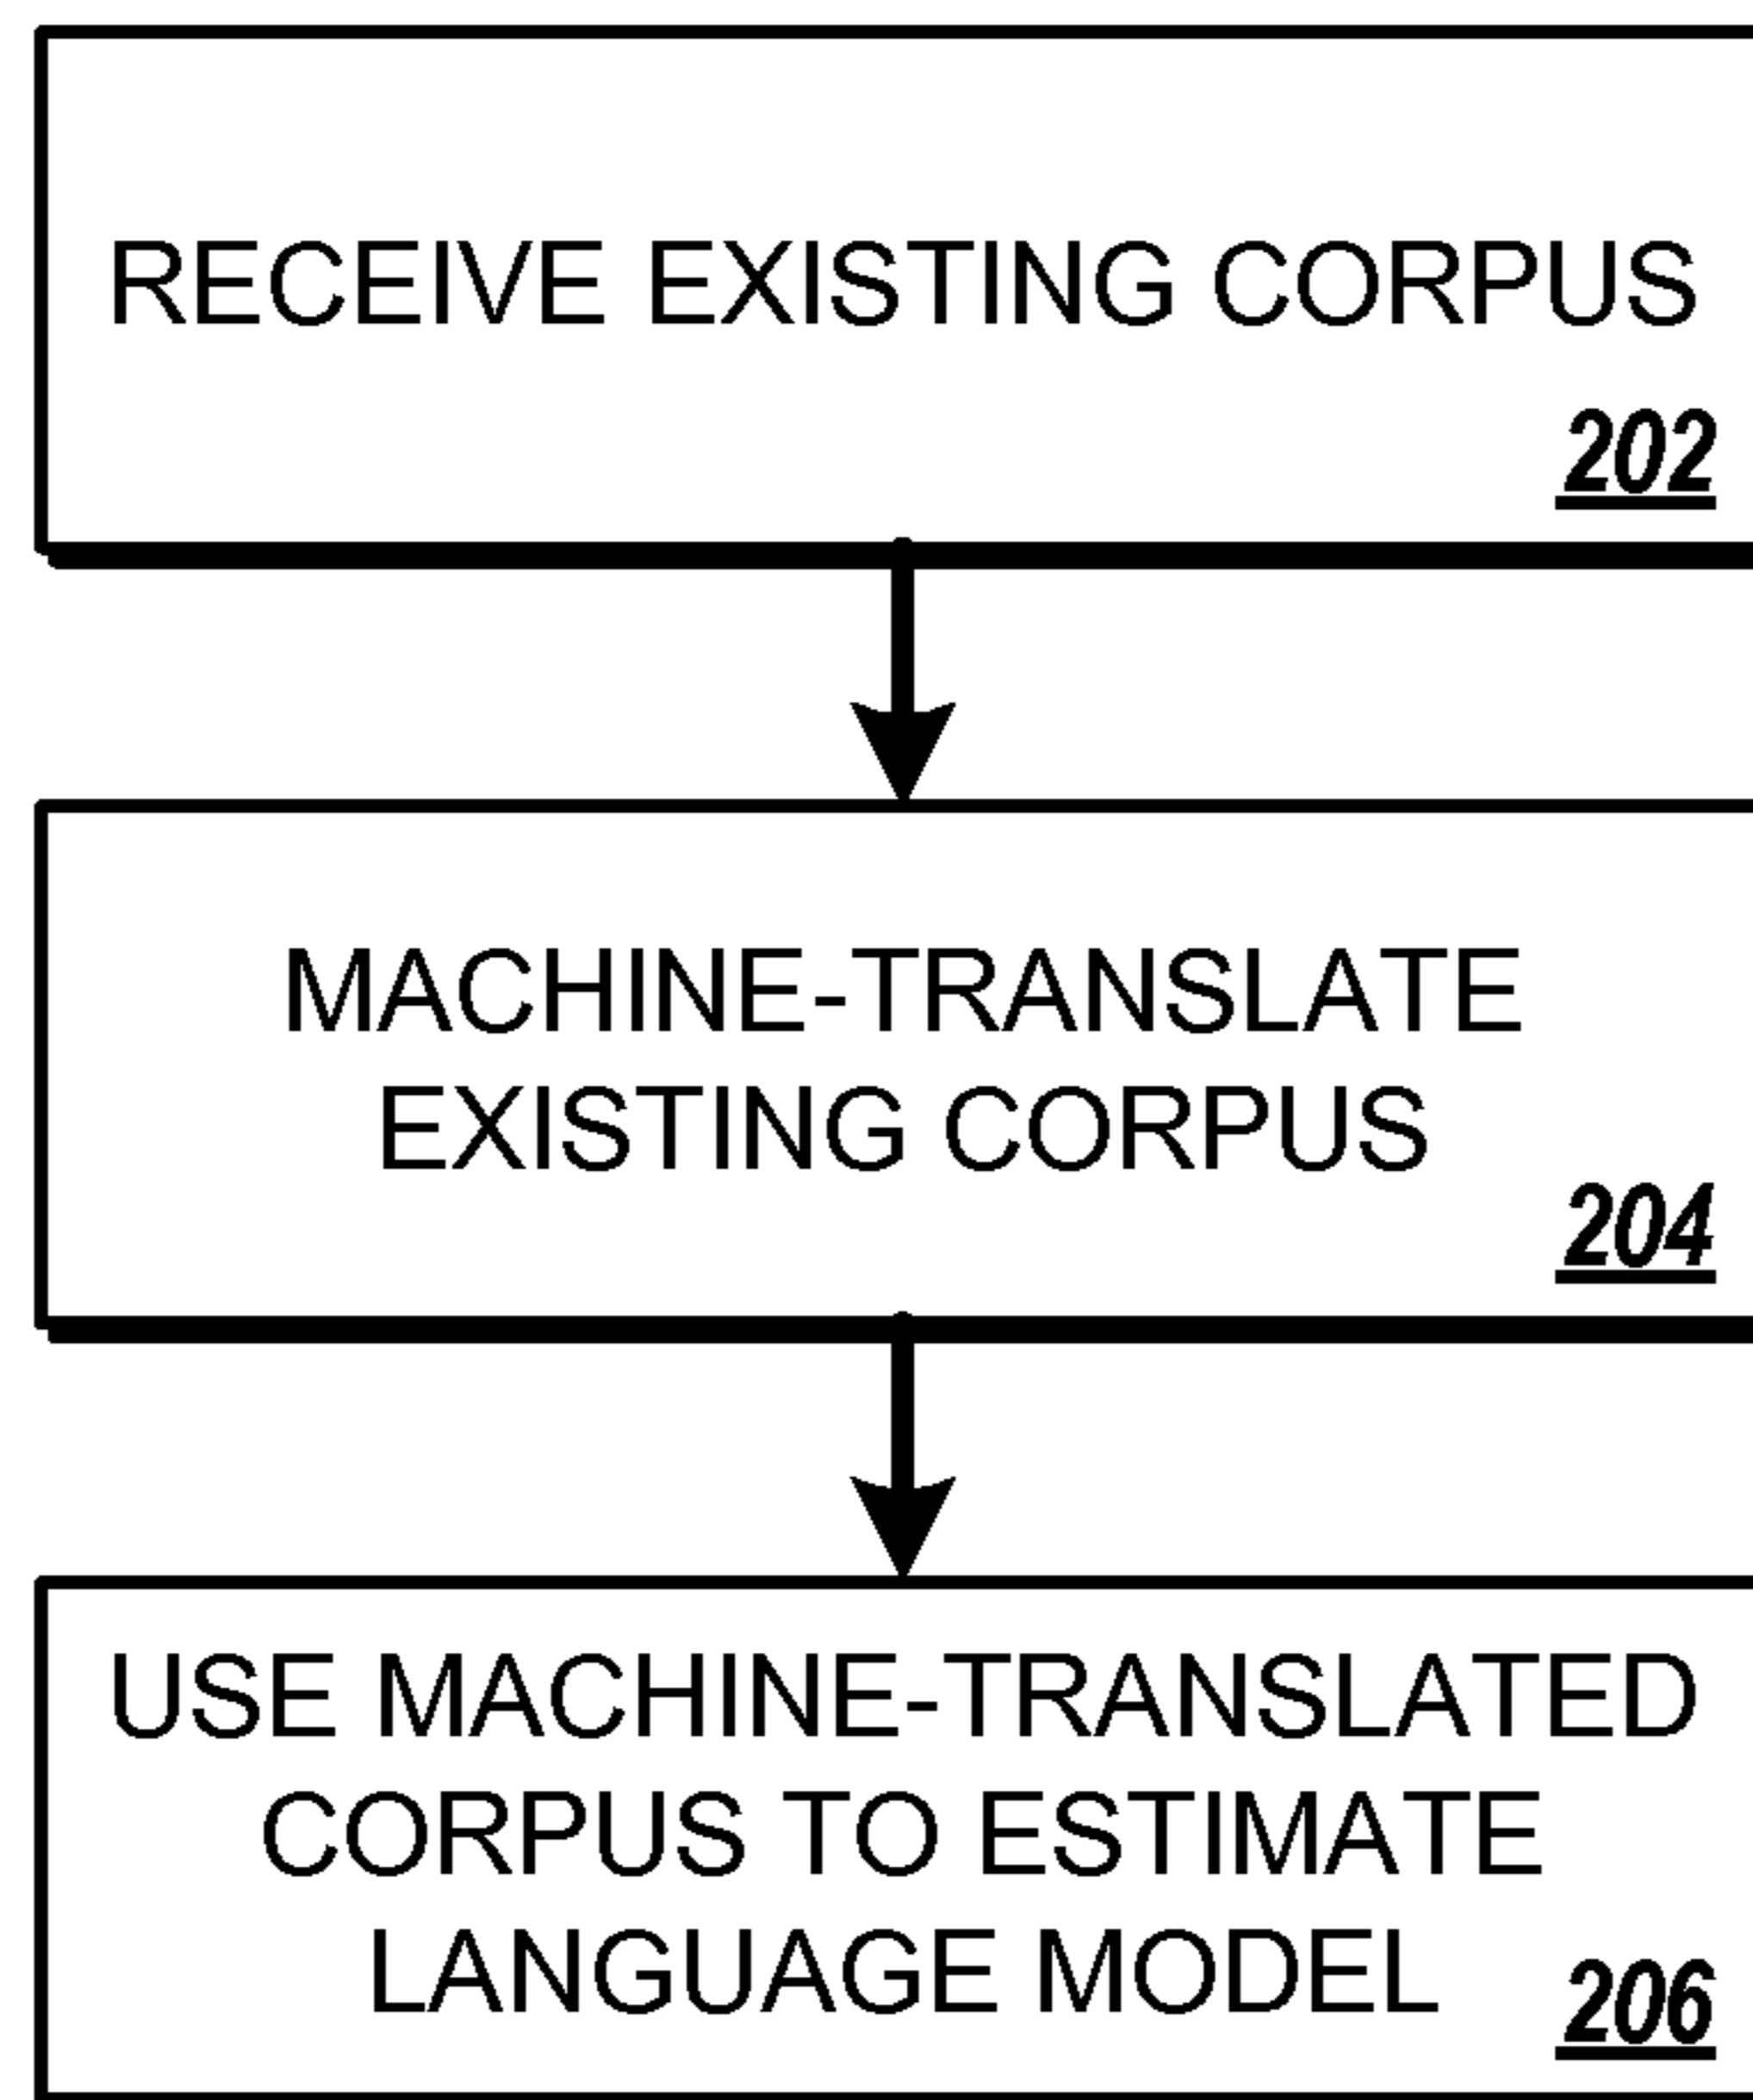 RECEIVE EXISTING CORPUS
202
MACHINE-TRANSLATE
EXISTING CORPUS
204
USE MACHINE-TRANSLATED
CORPUS TO ESTIMATE
LANGUAGE MODEL
206